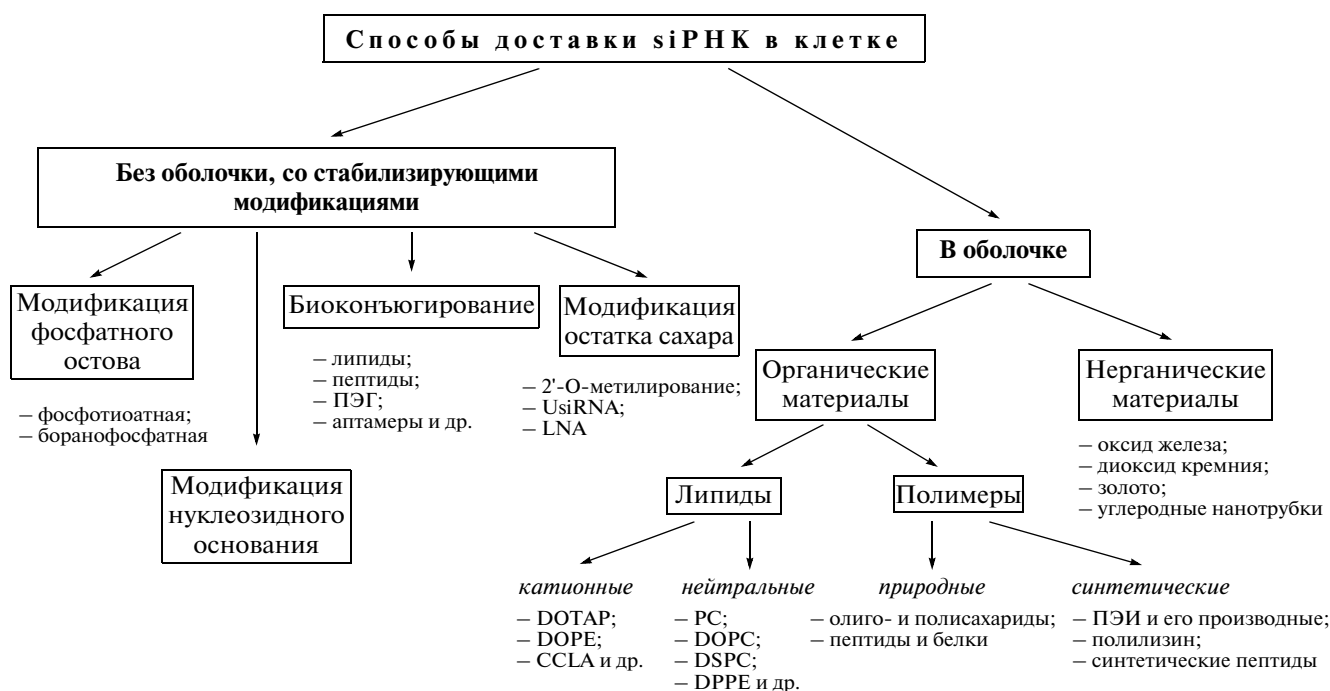 Способы доставки siРНК в клетке
Без оболочки, со стабилизирующими
модификациями
В оболочке
Модификация
фосфатного
остова
– фосфотиоатная;
– боранофосфатная
Модификация
нуклеозидного
основания
Биоконъюгирование
– липиды;
– пептиды;
– ПЭГ;
– аптамеры и др.
Модификация
остатка сахара
– 2'-О-метилирование;
– UsiRNA;
– LNA
Органические
материалы
Нерганические
материалы
– оксид железа;
– диоксид кремния;
– золото;
– углеродные нанотрубки
Липиды
Полимеры
катионные
– DOTAP;
– DOPE;
– CCLA и др.
нейтральные
– PC;
– DOPC;
– DSPC;
– DPPE и др.
природные
– олиго- и полисахариды;
– пептиды и белки
синтетические
– ПЭИ и его производные;
– полилизин;
– синтетические пептиды